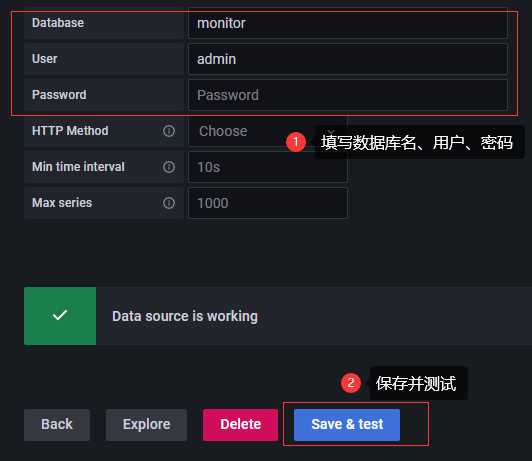 Database monitor
User admin
Password Password
HTTP Method Choose
1 填写数据库名、用户、密码
Min time interval 10s
Max series 1000
Data source is working
2 保存并测试
Back Explore Delete Save & test